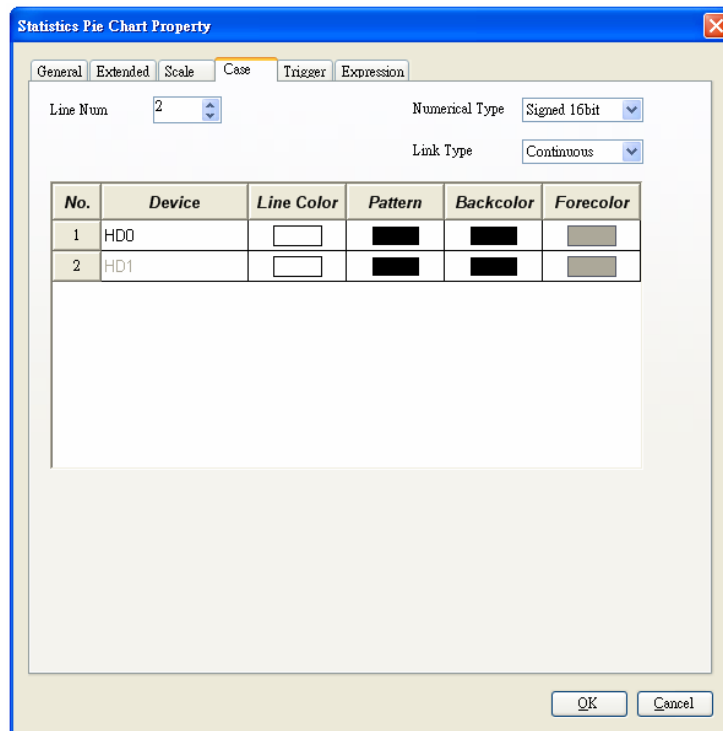 Statistics Pie Chart Property
General Extended Scale Case Trigger Expression
Line Num 2 Numerical Type Signed 16bit
Link Type Continuous
No. Device Line Color Pattern Backcolor Forecolor
1 HD0
2 HD1
OK Cancel